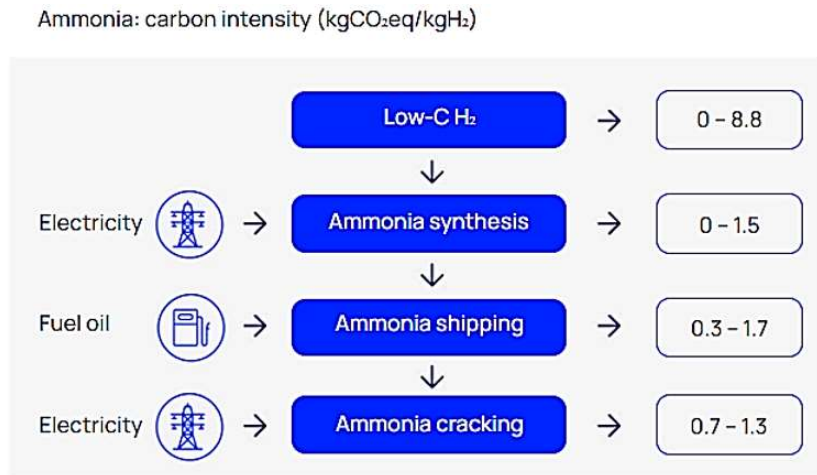 Ammonia: carbon intensity (kgCO₂eq/kgH₂)
Low-C H₂ → 0 – 8.8
Electricity → Ammonia synthesis → 0 – 1.5
Fuel oil → Ammonia shipping → 0.3 – 1.7
Electricity → Ammonia cracking → 0.7 – 1.3